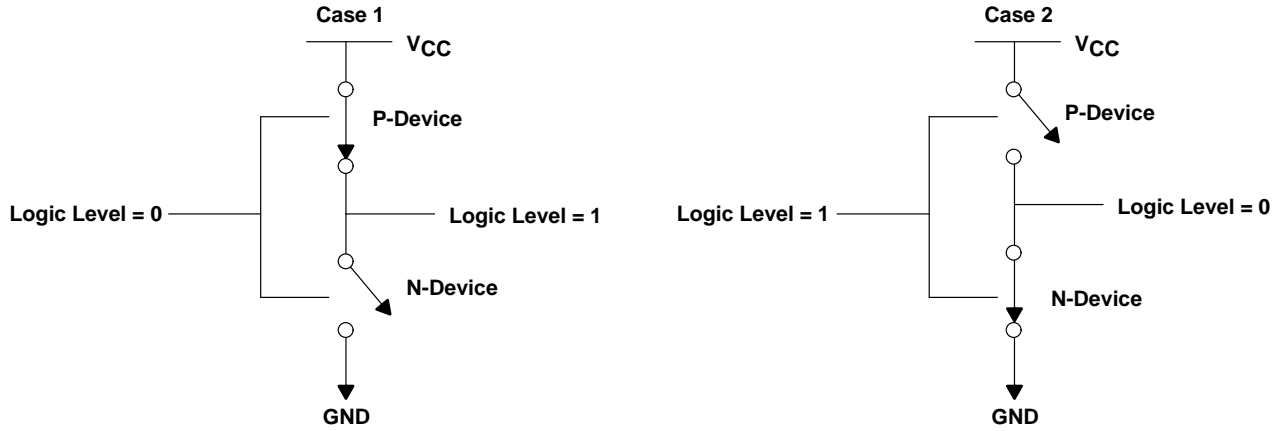 Case 1
VCC
P-Device
Logic Level = 0
Logic Level = 1
N-Device
GND
Case 2
VCC
P-Device
Logic Level = 1
Logic Level = 0
N-Device
GND